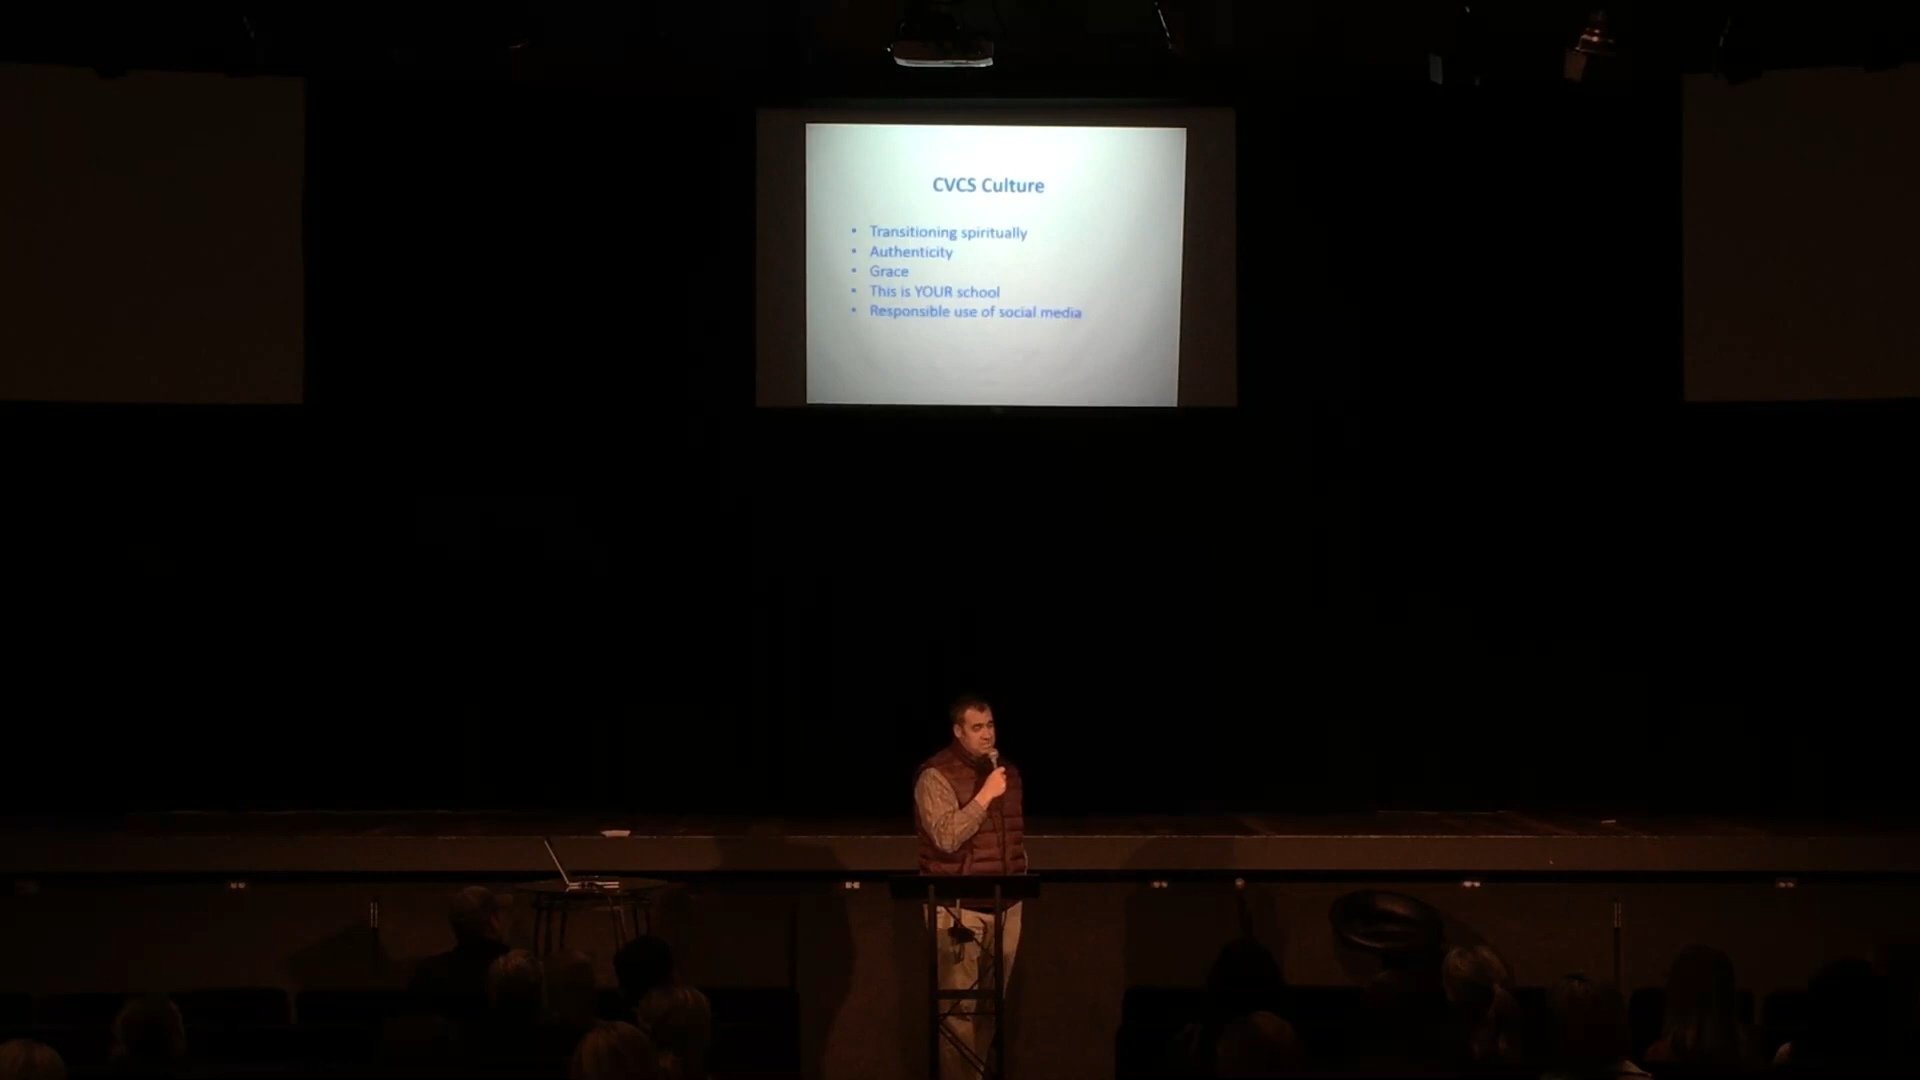 CVCS Culture
• Transitioning spiritually
• Authenticity
• Grace
• This is YOUR school
• Responsible use of social media